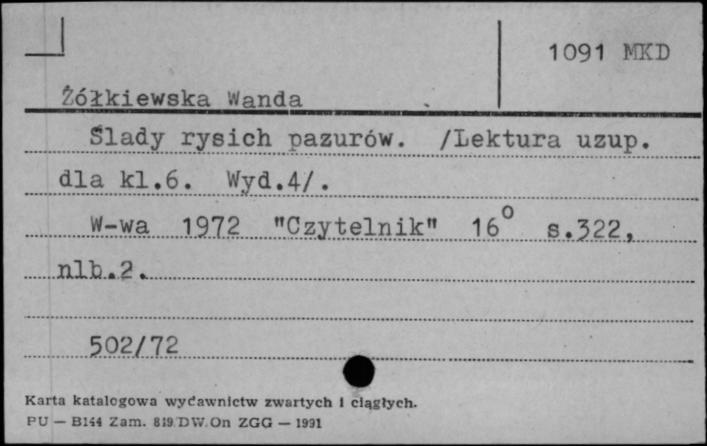 1091 MKD
Żółkiewska Wanda
Ślady rysich pazurów. /Lektura uzup.
dla kl.6. Wyd.4/.
W-wa 1972 "Czytelnik" 16° s.322,
nlb.2.
502/72
Karta katalogowa wydawnictw zwartych i ciągłych.
PU — B144 Zam. 819 DW. On ZGG — 1991